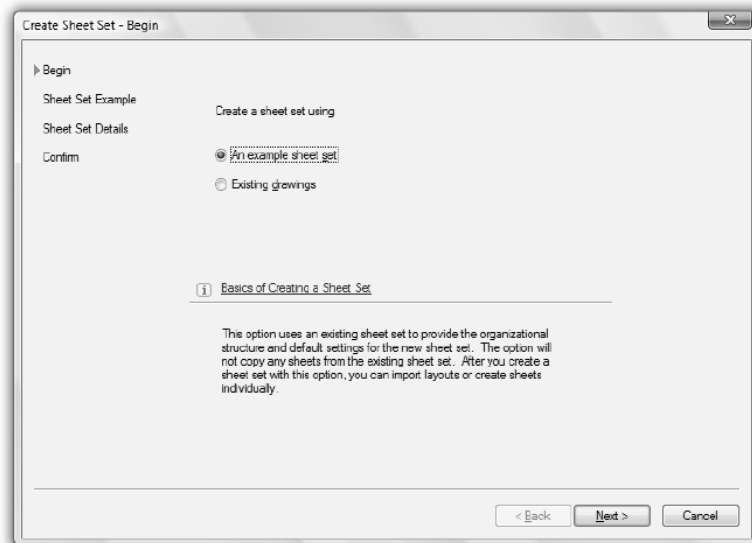 Create Sheet Set - Begin
Begin
Sheet Set Example
Sheet Set Details
Confirm
Create a sheet set using
An example sheet set
Existing drawings
Basics of Creating a Sheet Set
This option uses an existing sheet set to provide the organizational
structure and default settings for the new sheet set. The option will
not copy any sheets from the existing sheet set. After you create a
sheet set with this option, you can import layouts or create sheets
individually.
< Back
Next >
Cancel